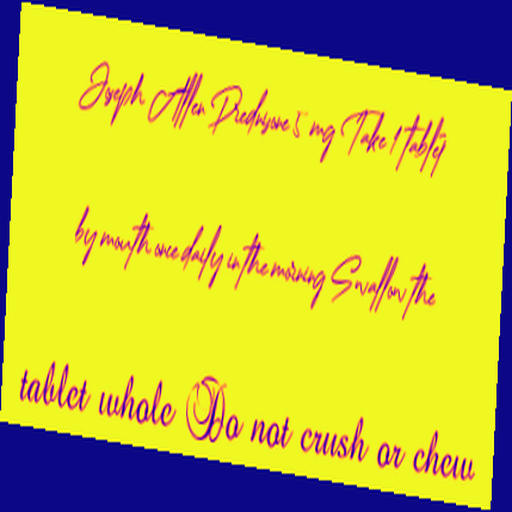 Joseph Allen Prednisone 5 mg Take 1 tablet
by mouth once daily in the morning Swallow the
tablet whole Do not crush or chew